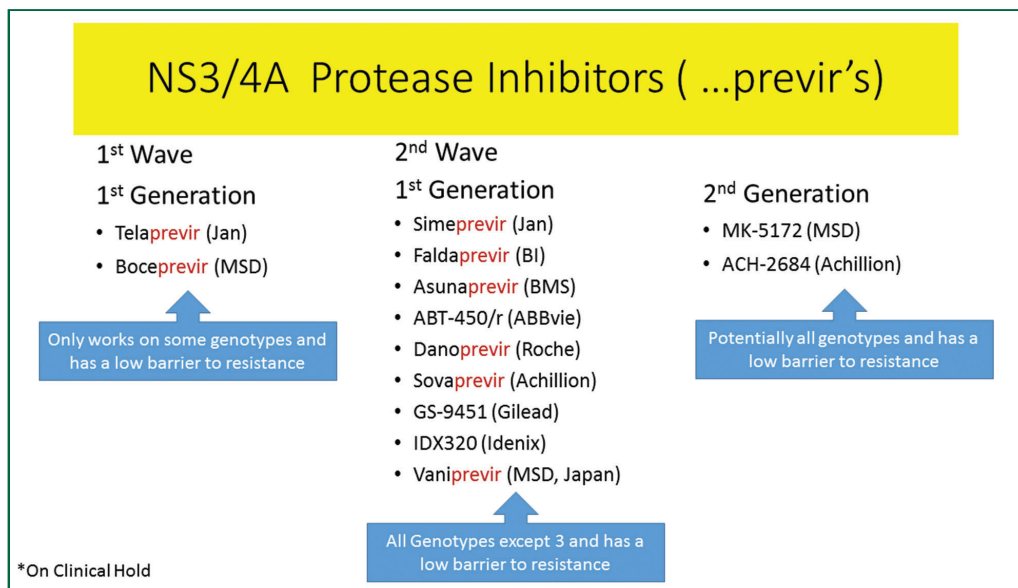 NS3/4A Protease Inhibitors ( ...previr's)
1st Wave
1st Generation
• Telaprevir (Jan)
• Boceprevir (MSD)
Only works on some genotypes and
has a low barrier to resistance
2nd Wave
1st Generation
• Simeprevir (Jan)
• Faldaprevir (BI)
• Asunaprevir (BMS)
• ABT-450/r (ABBvie)
• Danoprevir (Roche)
• Sovaprevir (Achillion)
• GS-9451 (Gilead)
• IDX320 (Idenix)
• Vaniprevir (MSD, Japan)
All Genotypes except 3 and has a
low barrier to resistance
2nd Generation
• MK-5172 (MSD)
• ACH-2684 (Achillion)
Potentially all genotypes and has a
low barrier to resistance
*On Clinical Hold